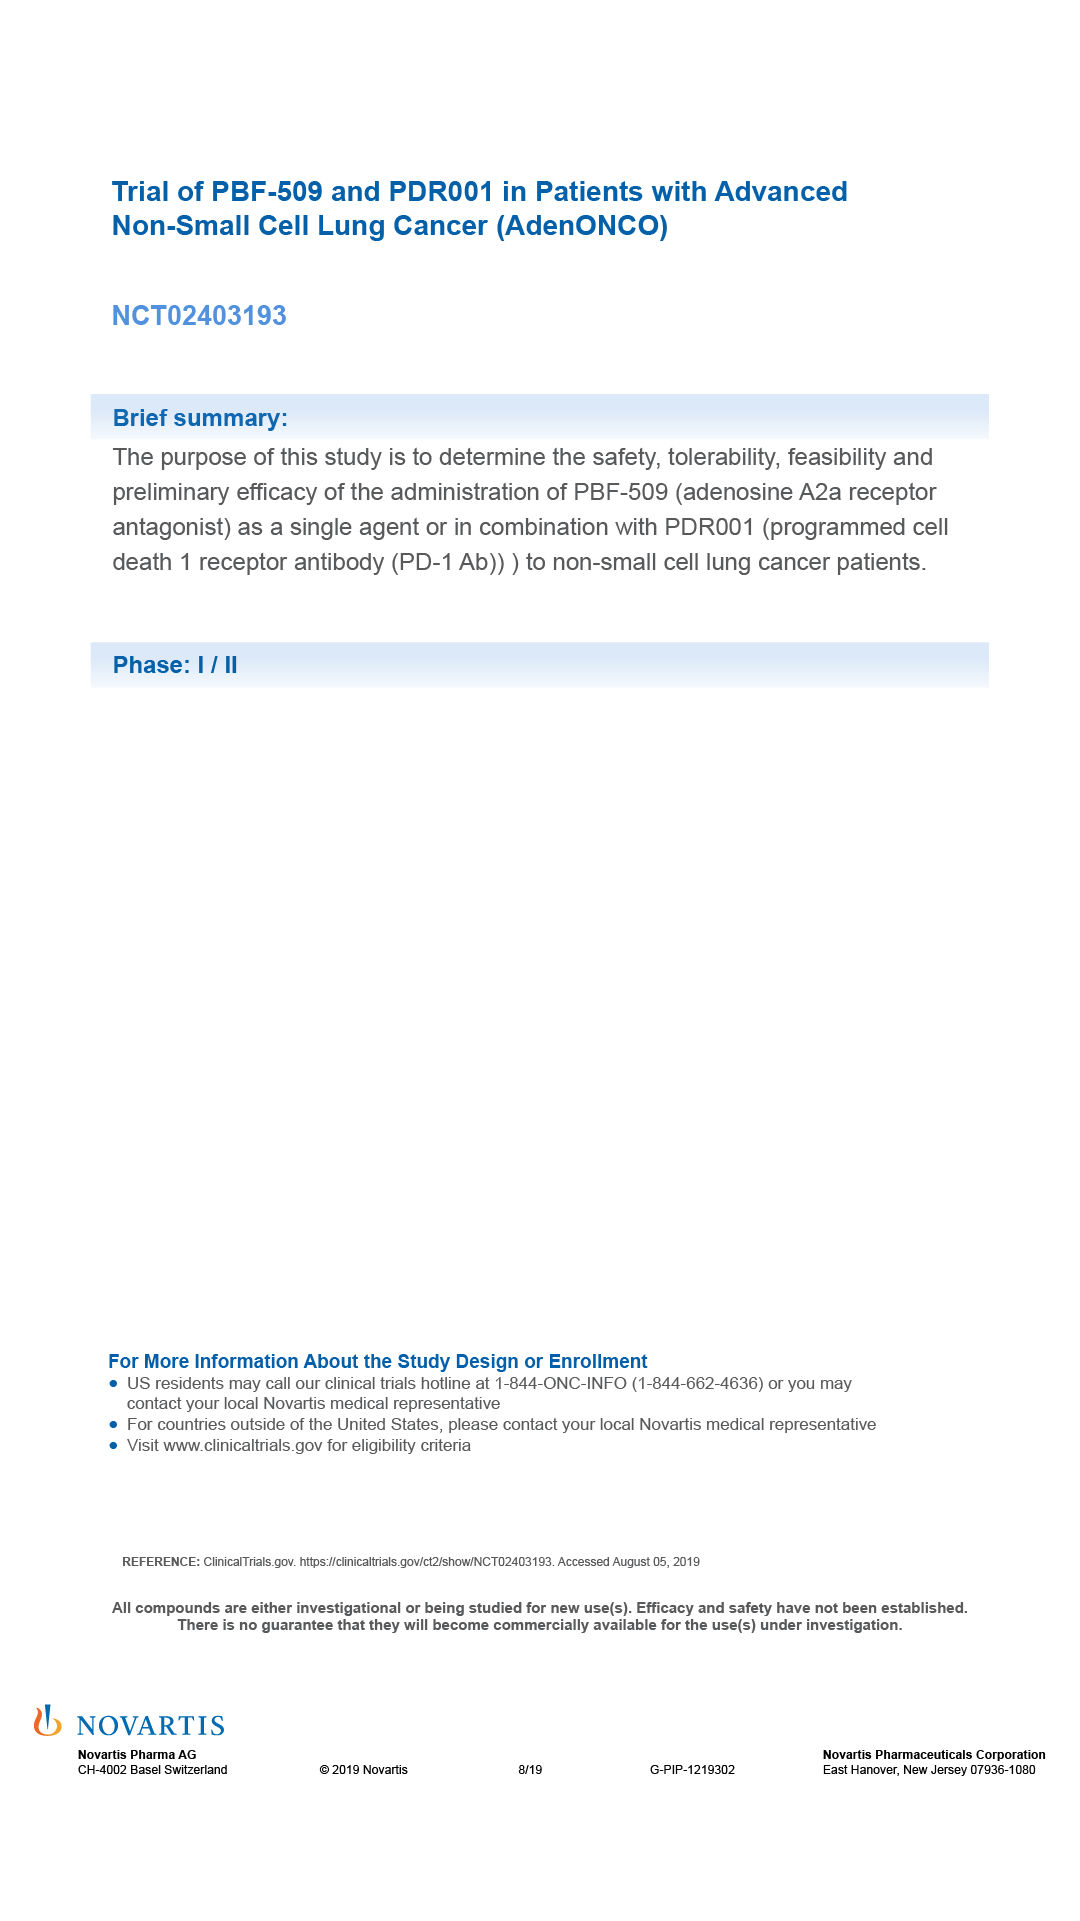 Trial of PBF-509 and PDR001 in Patients with Advanced
Non-Small Cell Lung Cancer (AdenONCO)
NCT02403193
Brief summary:
The purpose of this study is to determine the safety, tolerability, feasibility and
preliminary efficacy of the administration of PBF-509 (adenosine A2a receptor
antagonist) as a single agent or in combination with PDR001 (programmed cell
death 1 receptor antibody (PD-1 Ab)) ) to non-small cell lung cancer patients.
Phase: I / II
For More Information About the Study Design or Enrollment
● US residents may call our clinical trials hotline at 1-844-ONC-INFO (1-844-662-4636) or you may
contact your local Novartis medical representative
● For countries outside of the United States, please contact your local Novartis medical representative
● Visit www.clinicaltrials.gov for eligibility criteria
REFERENCE: ClinicalTrials.gov. https://clinicaltrials.gov/ct2/show/NCT02403193. Accessed August 05, 2019
All compounds are either investigational or being studied for new use(s). Efficacy and safety have not been established.
There is no guarantee that they will become commercially available for the use(s) under investigation.
NOVARTIS
Novartis Pharma AG
CH-4002 Basel Switzerland
© 2019 Novartis
8/19
G-PIP-1219302
Novartis Pharmaceuticals Corporation
East Hanover, New Jersey 07936-1080